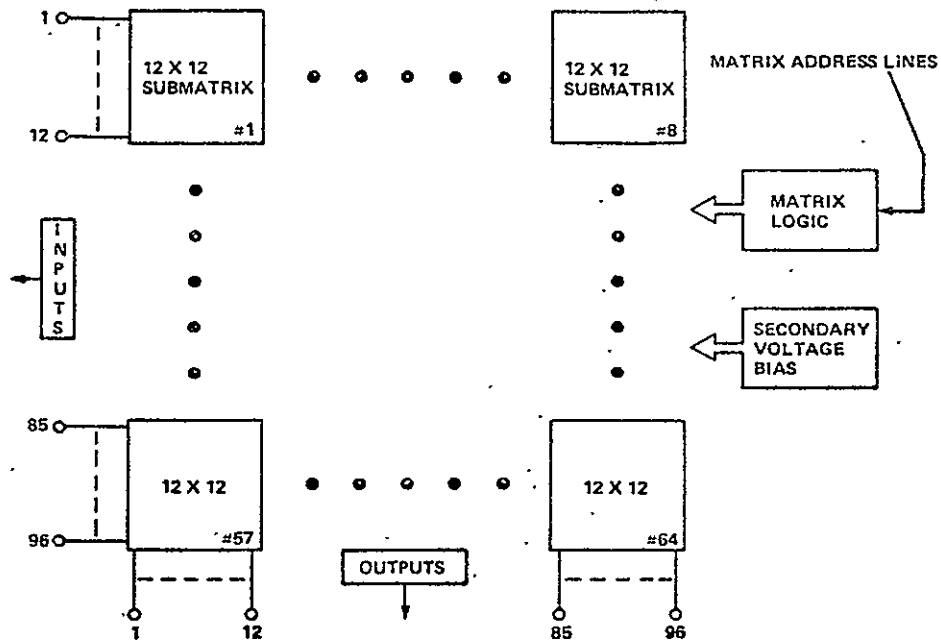 1
12 X 12
SUBMATRIX
#1
12
12 X 12
SUBMATRIX
#8
MATRIX ADDRESS LINES
MATRIX
LOGIC
INPUTS
SECONDARY
VOLTAGE
BIAS
85
12 X 12
#57
96
12 X 12
#64
OUTPUTS
1
12
85
96